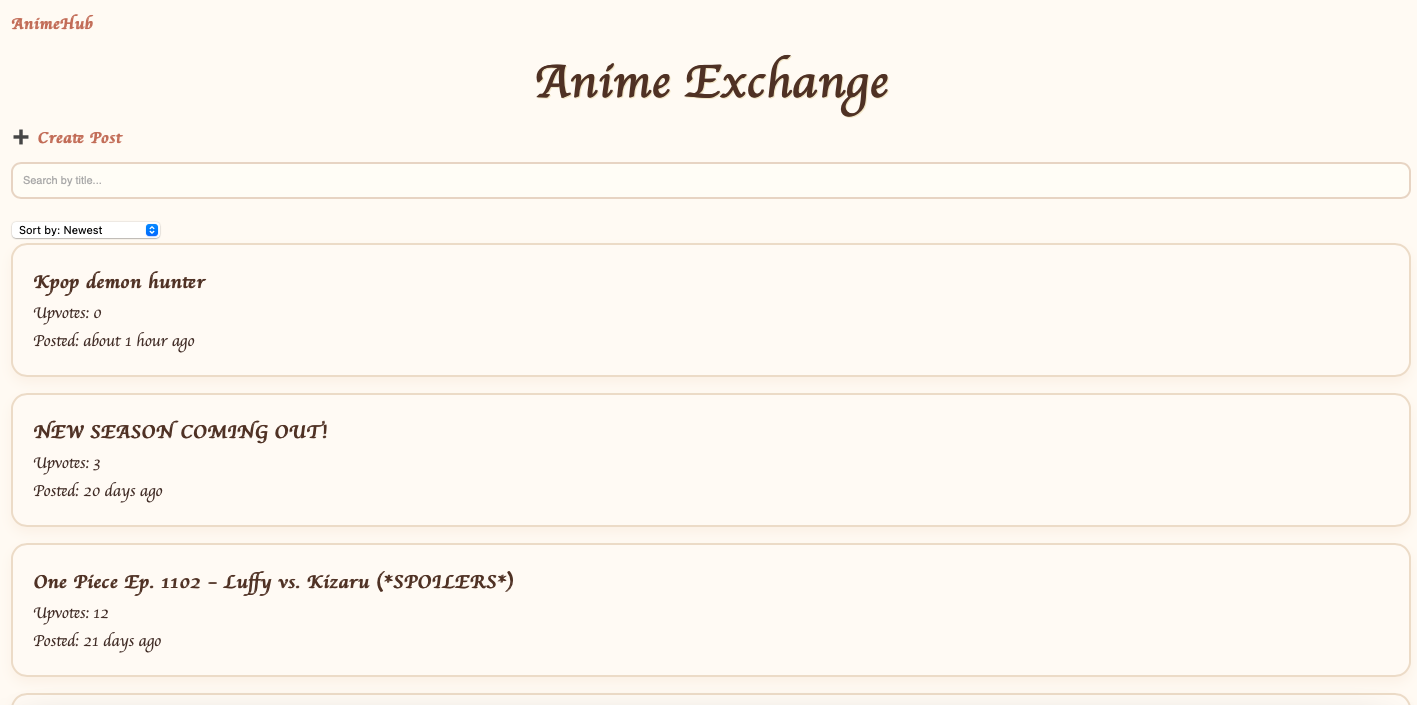 AnimeHub
Anime Exchange
➕ Create Post
Search by title...
Sort by: Newest
Kpop demon hunter
Upvotes: 0
Posted: about 1 hour ago
NEW SEASON COMING OUT!
Upvotes: 3
Posted: 20 days ago
One Piece Ep. 1102 – Luffy vs. Kizaru (*SPOILERS*)
Upvotes: 12
Posted: 21 days ago